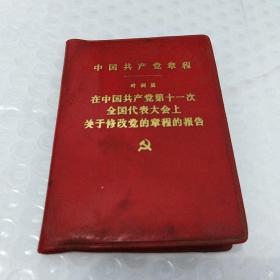 中国共产党章程
叶剑英
在中国共产党第十一次
全国代表大会上
关于修改党的章程的报告